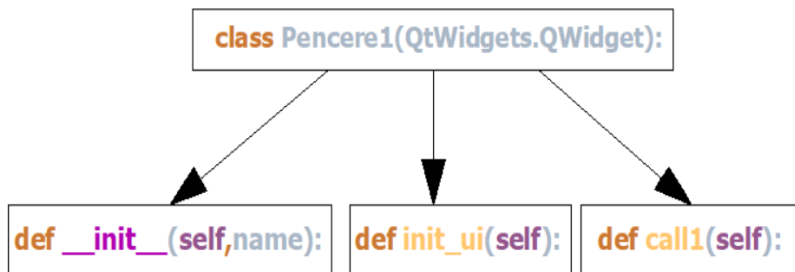 class Pencere1(QtWidgets.QWidget):
def __init__(self,name):
def init_ui(self):
def call1(self):